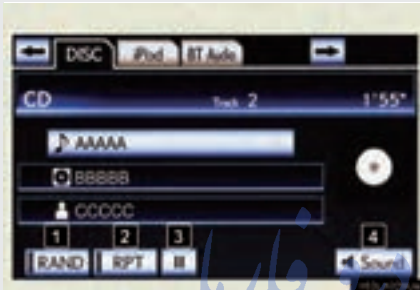 DISC iPod BT Audio
CD Track 2 1'55"
AAAAA
BBBBB
CCCCC
1 2 3 4
RAND RPT II Sound